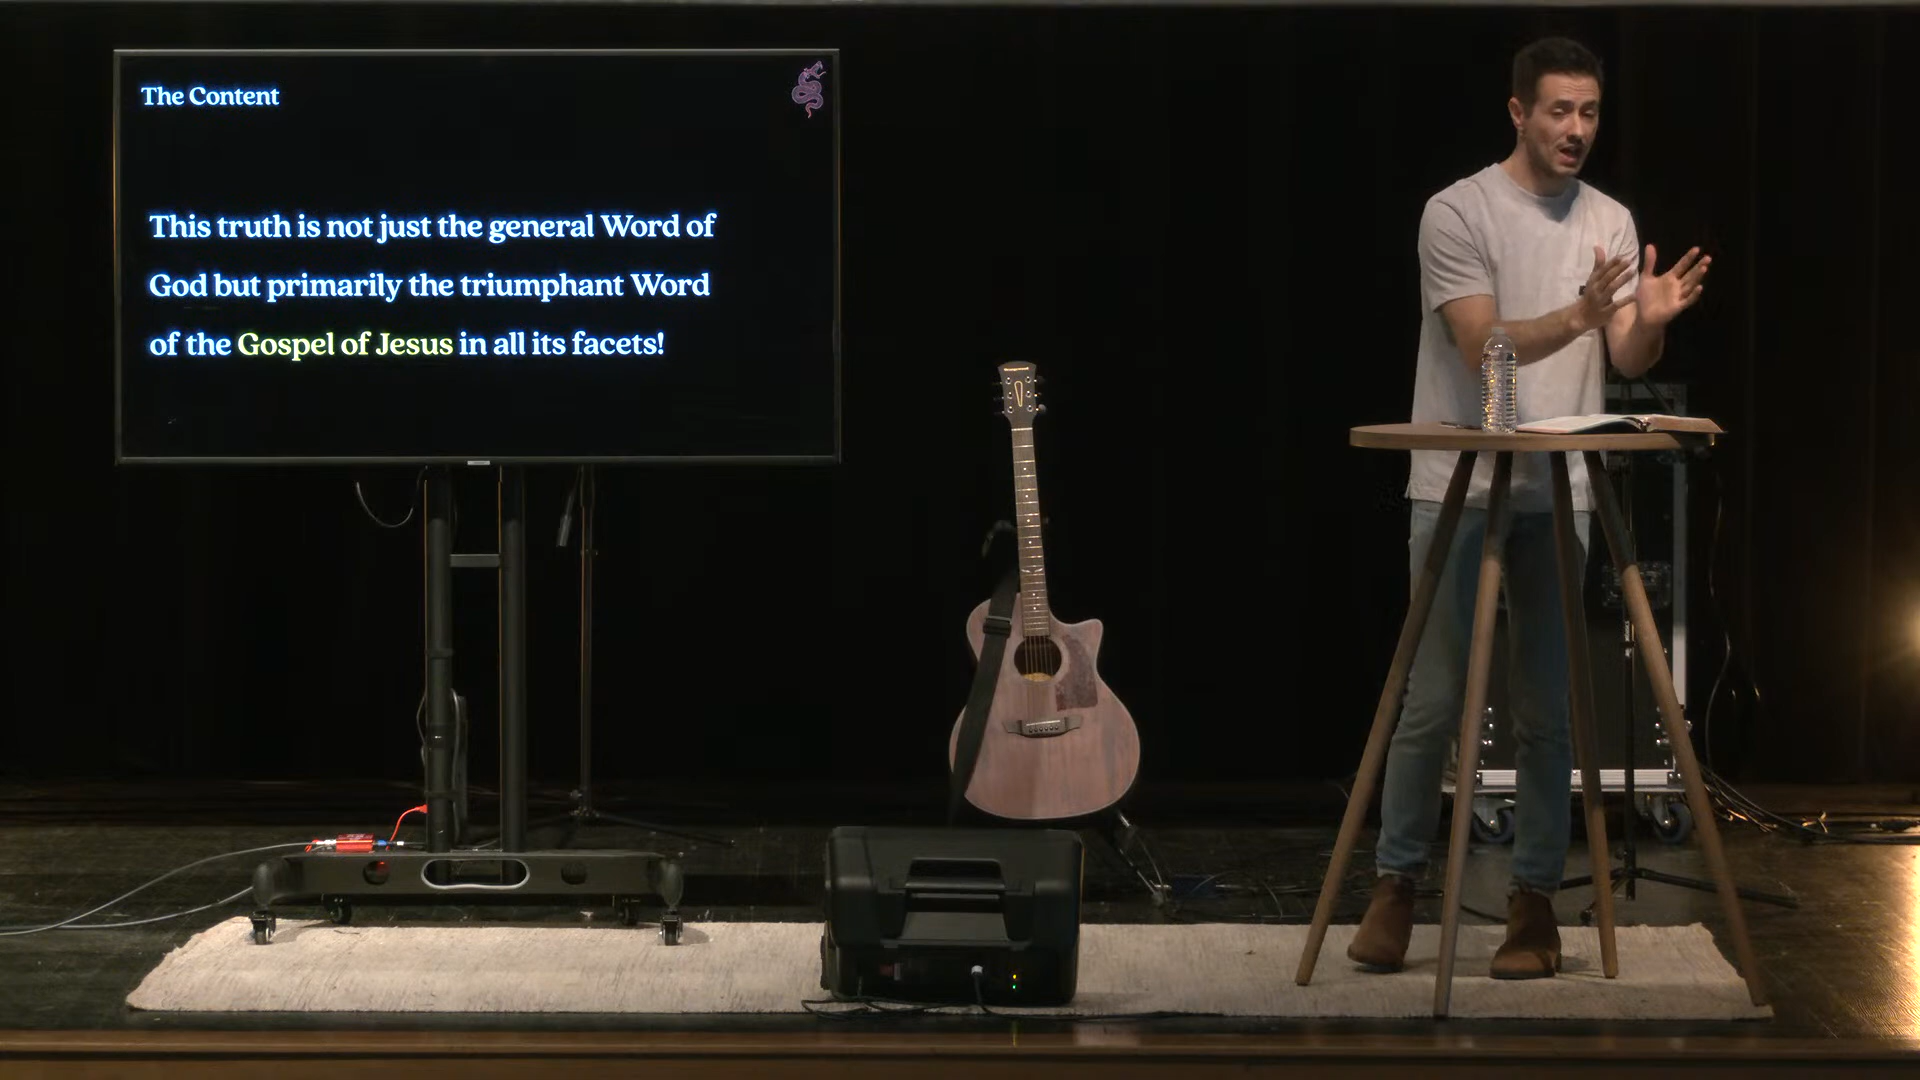 The Content
This truth is not just the general Word of
God but primarily the triumphant Word
of the Gospel of Jesus in all its facets!